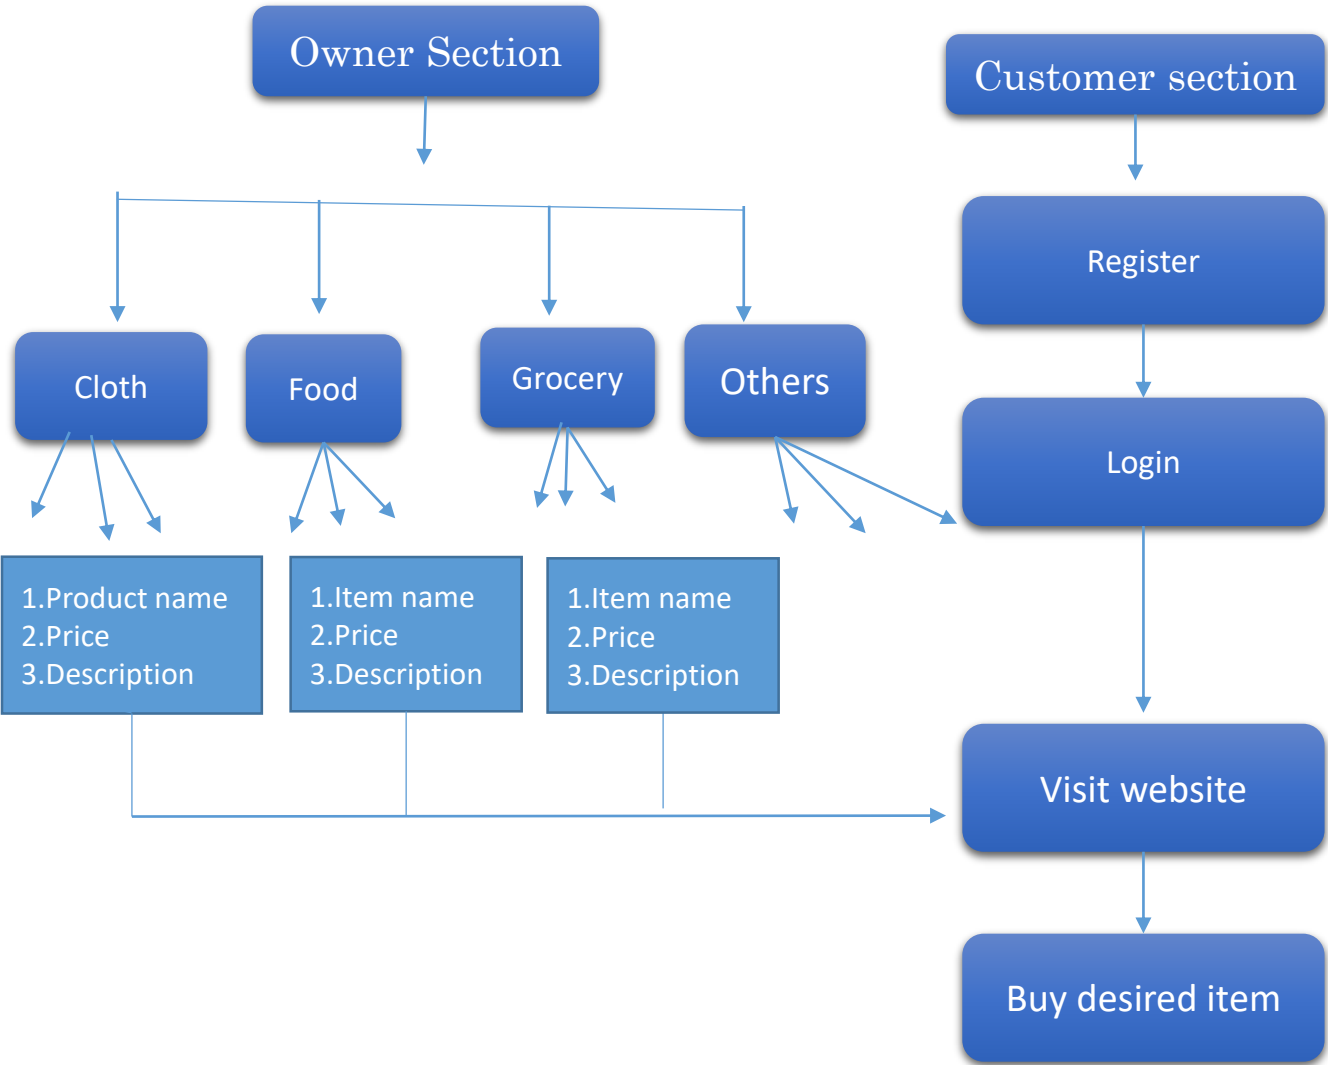 Owner Section
Customer section
Register
Cloth
Food
Grocery
Others
Login
1.Product name
2.Price
3.Description
1.Item name
2.Price
3.Description
1.Item name
2.Price
3.Description
Visit website
Buy desired item